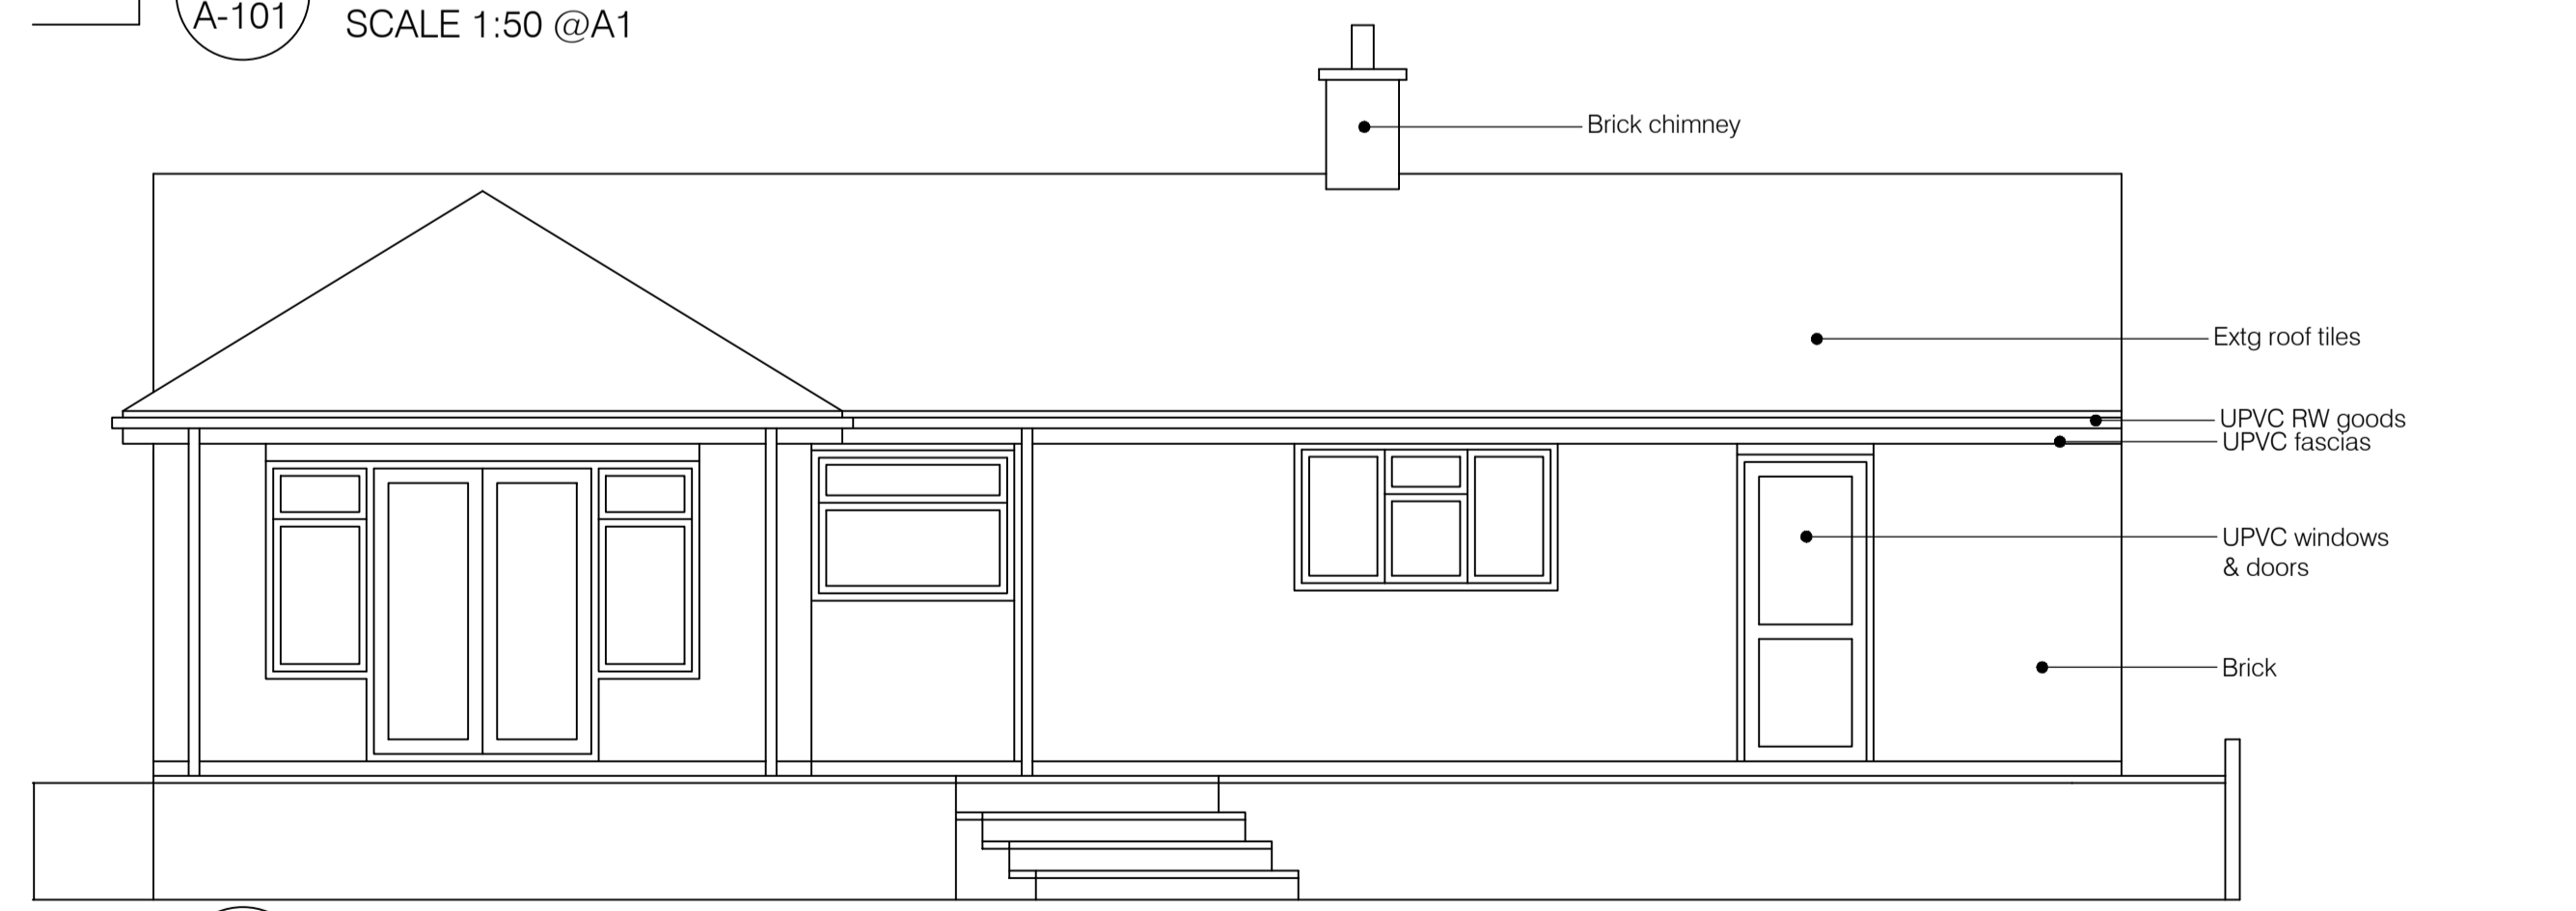 A-101
SCALE 1:50 @A1
Brick chimney
Extg roof tiles
UPVC RW goods
UPVC fascias
UPVC windows
& doors
Brick